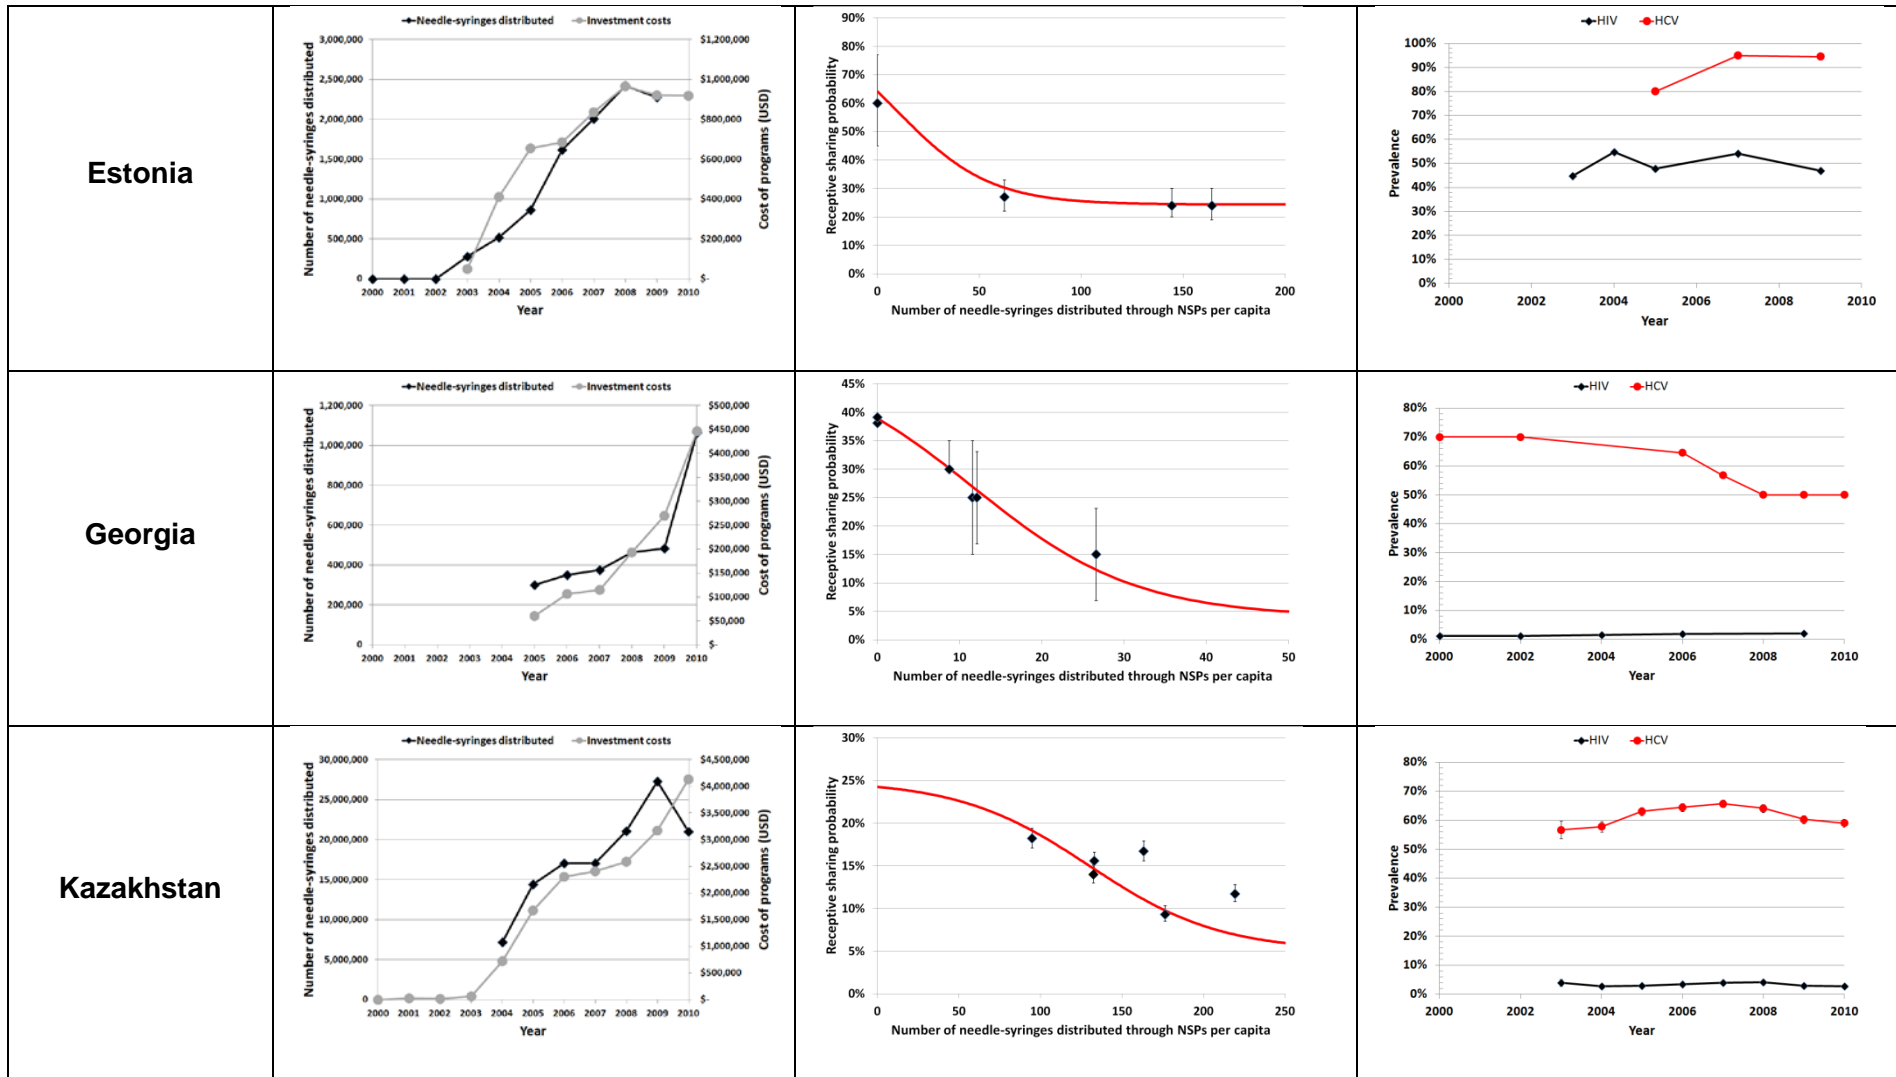 Estonia
Needle-syringes distributed Investment costs
Number of needle-syringes distributed
3,000,000
2,500,000
2,000,000
1,500,000
1,000,000
500,000
0
$1,200,000
$1,000,000
$800,000
$600,000
$400,000
$200,000
$-
Cost of programs (USD)
2000 2001 2002 2003 2004 2005 2006 2007 2008 2009 2010
Year
Receptive sharing probability
90%
80%
70%
60%
50%
40%
30%
20%
10%
0%
0 50 100 150 200
Number of needle-syringes distributed through NSPs per capita
HIV HCV
Prevalence
100%
90%
80%
70%
60%
50%
40%
30%
20%
10%
0%
2000 2002 2004 2006 2008 2010
Year
Georgia
Needle-syringes distributed Investment costs
Number of needle-syringes distributed
1,200,000
1,000,000
800,000
600,000
400,000
200,000
0
$500,000
$450,000
$400,000
$350,000
$300,000
$250,000
$200,000
$150,000
$100,000
$50,000
$-
Cost of programs (USD)
2000 2001 2002 2003 2004 2005 2006 2007 2008 2009 2010
Year
Receptive sharing probability
45%
40%
35%
30%
25%
20%
15%
10%
5%
0%
0 10 20 30 40 50
Number of needle-syringes distributed through NSPs per capita
HIV HCV
Prevalence
80%
70%
60%
50%
40%
30%
20%
10%
0%
2000 2002 2004 2006 2008 2010
Year
Kazakhstan
Needle-syringes distributed Investment costs
Number of needle-syringes distributed
30,000,000
25,000,000
20,000,000
15,000,000
10,000,000
5,000,000
0
$4,500,000
$4,000,000
$3,500,000
$3,000,000
$2,500,000
$2,000,000
$1,500,000
$1,000,000
$500,000
$-
Cost of programs (USD)
2000 2001 2002 2003 2004 2005 2006 2007 2008 2009 2010
Year
Receptive sharing probability
30%
25%
20%
15%
10%
5%
0%
0 50 100 150 200 250
Number of needle-syringes distributed through NSPs per capita
HIV HCV
Prevalence
80%
70%
60%
50%
40%
30%
20%
10%
0%
2000 2002 2004 2006 2008 2010
Year